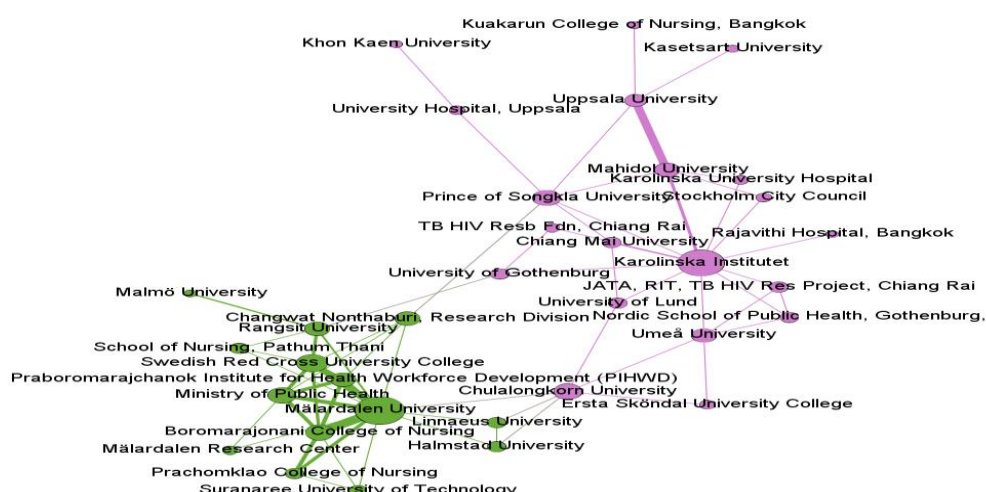 Kuakarun College of Nursing, Bangkok
Khon Kaen University
Kasetsart University
Uppsala University
University Hospital, Uppsala
Mahidol University
Karolinska University Hospital
Prince of Songkla University
Stockholm City Council
TB HIV Resb Fdn, Chiang Rai
Rajavithi Hospital, Bangkok
Chiang Mai University
Karolinska Institutet
University of Gothenburg
JATA, RIT, TB HIV Res Project, Chiang Rai
Malmö University
University of Lund
Changwat Nonthaburi, Research Division
Nordic School of Public Health, Gothenburg,
Rangsit University
Umeå University
School of Nursing, Pathum Thani
Swedish Red Cross University College
Praboromarajchanok Institute for Health Workforce Development (PIHWD)
Ministry of Public Health
Chulalongkorn University
Ersta Sköndal University College
Mälardalen University
Linnaeus University
Boromarajonani College of Nursing
Halmstad University
Mälardalen Research Center
Prachomklao College of Nursing
Suranaree University of Technology